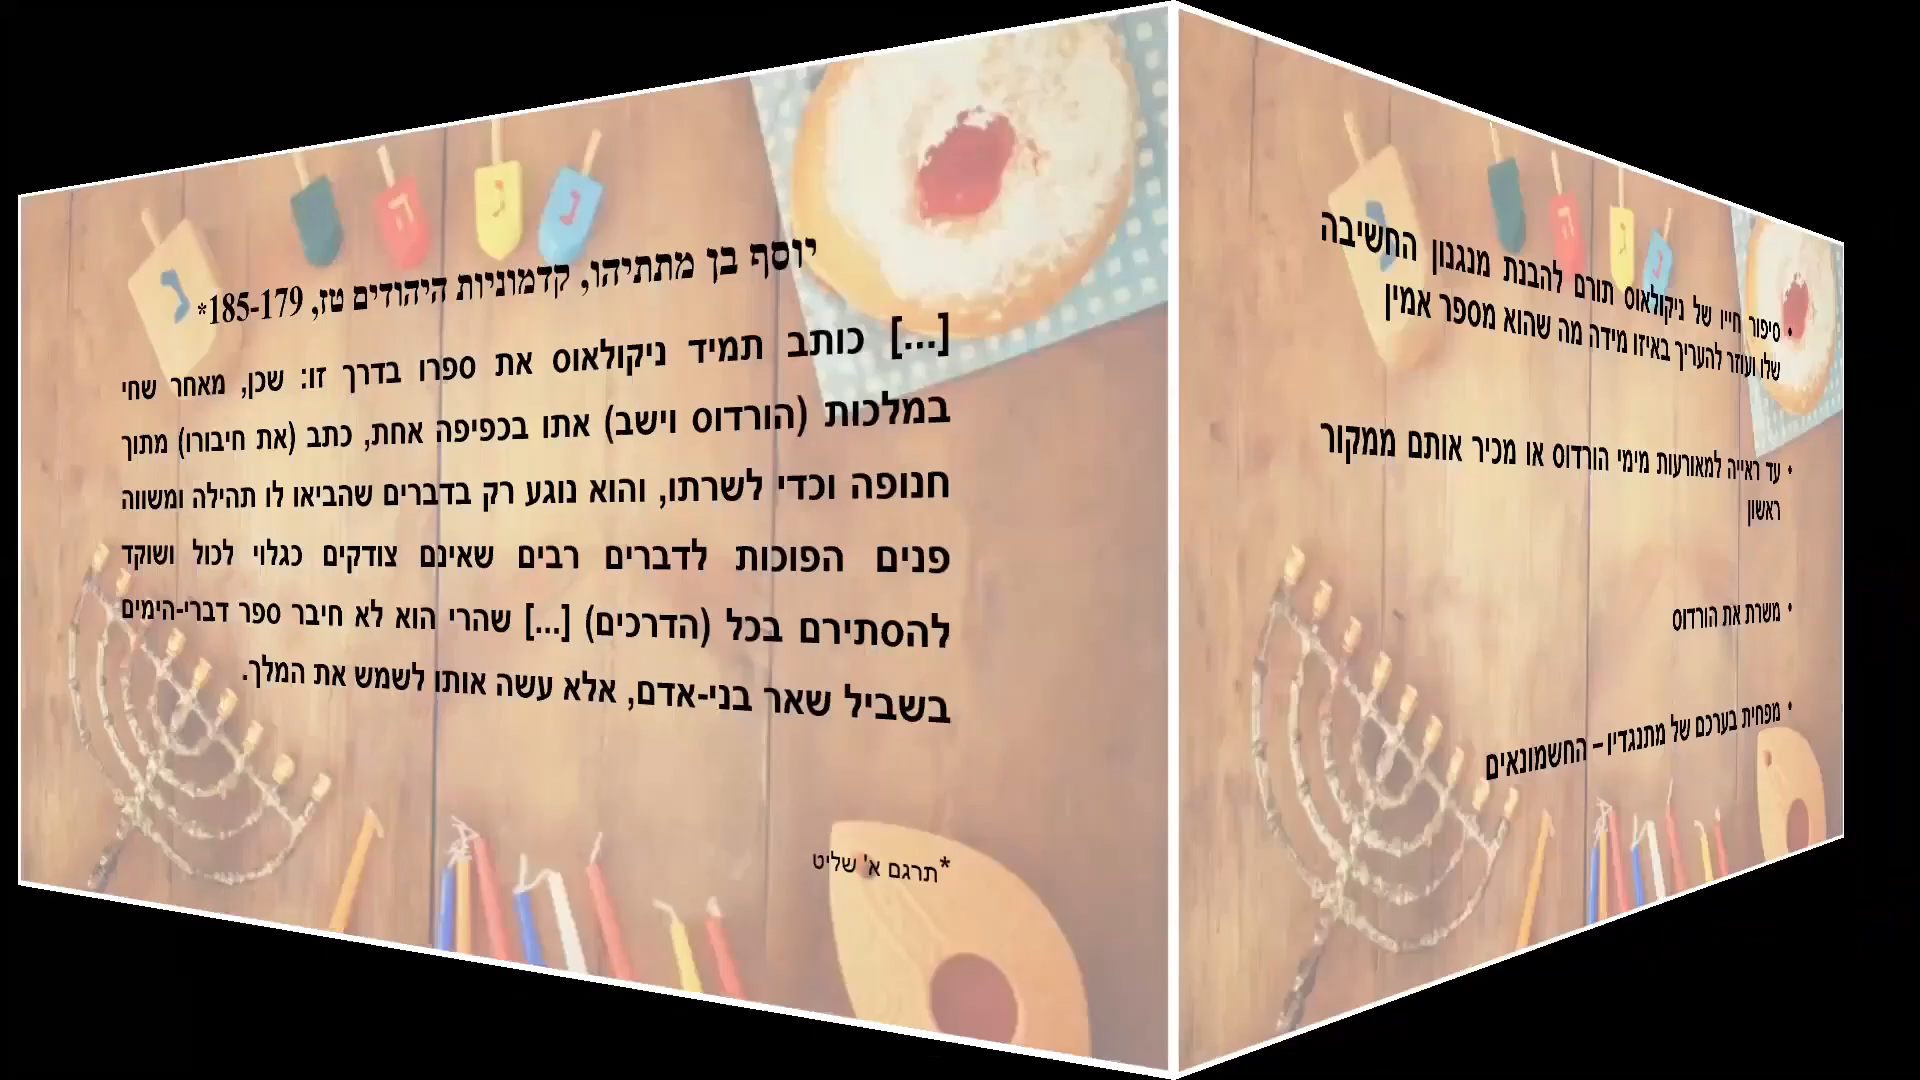 יוסף בן מתתיהו, קדמוניות היהודים טז, 185-179*
[...] כותב תמיד ניקולאוס את ספרו בדרך זו: שכן, מאחר שחי
במלכות (הורדוס וישב) אתו בכפיפה אחת, כתב (את חיבורו) מתוך
חנופה וכדי לשרתו, והוא נוגע רק בדברים שהביאו לו תהילה ומשווה
פנים הפוכות לדברים רבים שאינם צודקים כגלוי לכול ושוקד
להסתירם בכל (הדרכים) [...] שהרי הוא לא חיבר ספר דברי-הימים
בשביל שאר בני-אדם, אלא עשה אותו לשמש את המלך.
*תרגם א' שליט
• סיפור חייו של ניקולאוס תורם להבנת מנגנון החשיבה
שלו ועוזר להעריך באיזו מידה מה שהוא מספר אמין
• עד ראייה למאורעות מימי הורדוס או מכיר אותם ממקור
ראשון
• משרת את הורדוס
• מפחית בערכם של מתנגדיו – החשמונאים
נ
ה
ג
נ
ה
ג
נ